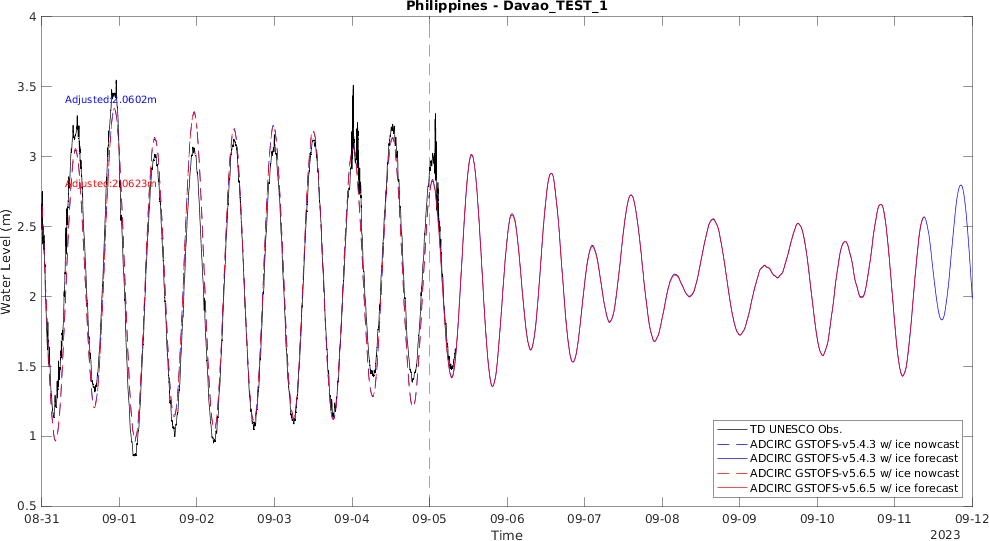 Philippines - Davao_TEST_1
4
3.5
3
2.5
2
1.5
1
0.5
Water Level (m)
Adjusted:2.0602m
Adjusted:2.0623m
TD UNESCO Obs.
ADCIRC GSTOFS-v5.4.3 w/ ice nowcast
ADCIRC GSTOFS-v5.4.3 w/ ice forecast
ADCIRC GSTOFS-v5.6.5 w/ ice nowcast
ADCIRC GSTOFS-v5.6.5 w/ ice forecast
08-31 09-01 09-02 09-03 09-04 09-05 09-06 09-07 09-08 09-09 09-10 09-11 09-12
Time
2023